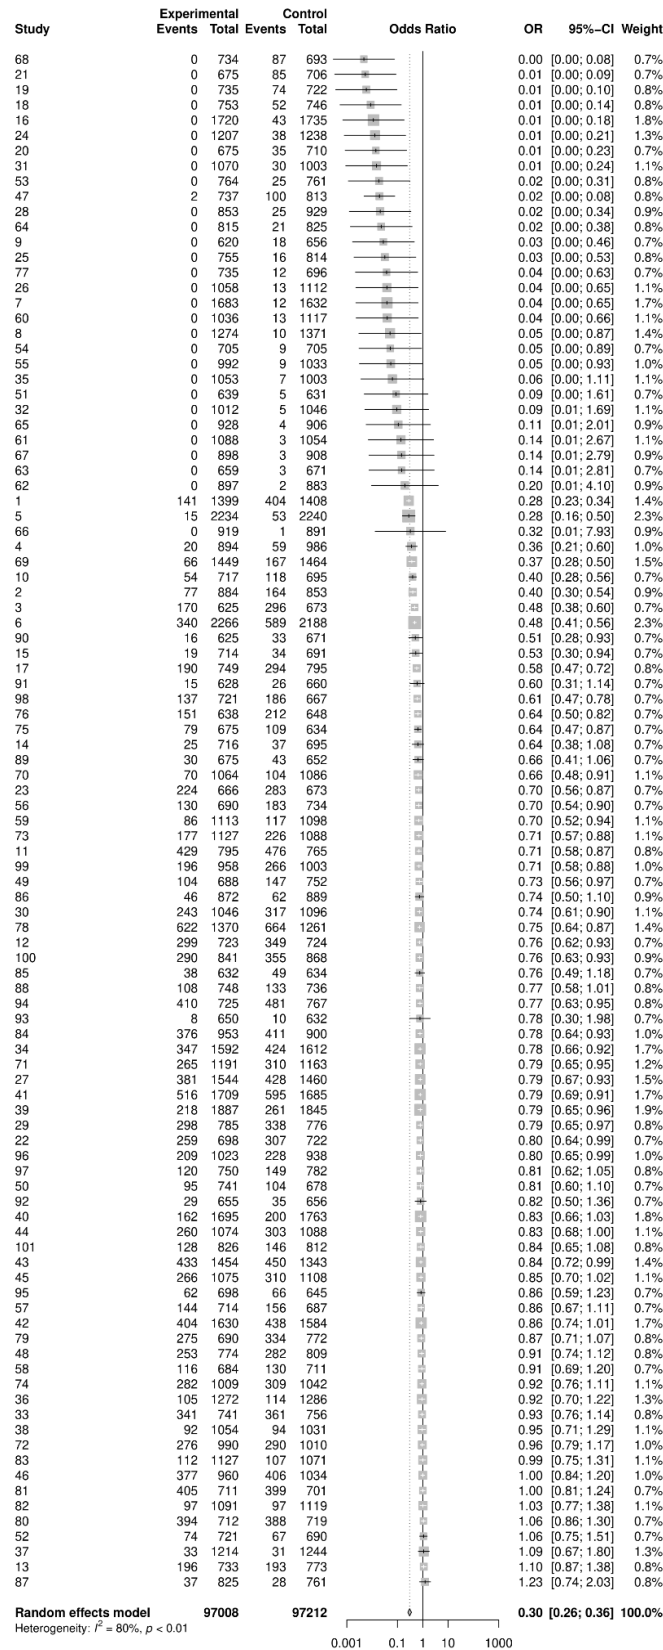 Experimental Control
Study Events Total Events Total Odds Ratio OR 95%−CI Weight
68 0 734 87 693 0.00 [0.00; 0.08] 0.7%
21 0 675 85 706 0.01 [0.00; 0.09] 0.7%
19 0 735 74 722 0.01 [0.00; 0.10] 0.8%
18 0 753 52 746 0.01 [0.00; 0.14] 0.8%
16 0 1720 43 1735 0.01 [0.00; 0.18] 1.8%
24 0 1207 38 1238 0.01 [0.00; 0.21] 1.3%
20 0 675 35 710 0.01 [0.00; 0.23] 0.7%
31 0 1070 30 1003 0.01 [0.00; 0.24] 1.1%
53 0 764 25 761 0.02 [0.00; 0.31] 0.8%
47 2 737 100 813 0.02 [0.00; 0.08] 0.8%
28 0 853 25 929 0.02 [0.00; 0.34] 0.9%
64 0 815 21 825 0.02 [0.00; 0.38] 0.8%
9 0 620 18 656 0.03 [0.00; 0.46] 0.7%
25 0 755 16 814 0.03 [0.00; 0.53] 0.8%
77 0 735 12 696 0.04 [0.00; 0.63] 0.7%
26 0 1058 13 1112 0.04 [0.00; 0.65] 1.1%
7 0 1683 12 1632 0.04 [0.00; 0.65] 1.7%
60 0 1036 13 1117 0.04 [0.00; 0.66] 1.1%
8 0 1274 10 1371 0.05 [0.00; 0.87] 1.4%
54 0 705 9 705 0.05 [0.00; 0.89] 0.7%
55 0 992 9 1033 0.05 [0.00; 0.93] 1.0%
35 0 1053 7 1003 0.06 [0.00; 1.11] 1.1%
51 0 639 5 631 0.09 [0.00; 1.61] 0.7%
32 0 1012 5 1046 0.09 [0.01; 1.69] 1.1%
65 0 928 4 906 0.11 [0.01; 2.01] 0.9%
61 0 1088 3 1054 0.14 [0.01; 2.67] 1.1%
67 0 898 3 908 0.14 [0.01; 2.79] 0.9%
63 0 659 3 671 0.14 [0.01; 2.81] 0.7%
62 0 897 2 883 0.20 [0.01; 4.10] 0.9%
1 141 1399 404 1408 0.28 [0.23; 0.34] 1.4%
5 15 2234 53 2240 0.28 [0.16; 0.50] 2.3%
66 0 919 1 891 0.32 [0.01; 7.93] 0.9%
4 20 894 59 986 0.36 [0.21; 0.60] 1.0%
69 66 1449 167 1464 0.37 [0.28; 0.50] 1.5%
10 54 717 118 695 0.40 [0.28; 0.56] 0.7%
2 77 884 164 853 0.40 [0.30; 0.54] 0.9%
3 170 625 296 673 0.48 [0.38; 0.60] 0.7%
6 340 2266 589 2188 0.48 [0.41; 0.56] 2.3%
90 16 625 33 671 0.51 [0.28; 0.93] 0.7%
15 19 714 34 691 0.53 [0.30; 0.94] 0.7%
17 190 749 294 795 0.58 [0.47; 0.72] 0.8%
91 15 628 26 660 0.60 [0.31; 1.14] 0.7%
98 137 721 186 667 0.61 [0.47; 0.78] 0.7%
76 151 638 212 648 0.64 [0.50; 0.82] 0.7%
75 79 675 109 634 0.64 [0.47; 0.87] 0.7%
14 25 716 37 695 0.64 [0.38; 1.08] 0.7%
89 30 675 43 652 0.66 [0.41; 1.06] 0.7%
70 70 1064 104 1086 0.66 [0.48; 0.91] 1.1%
23 224 666 283 673 0.70 [0.56; 0.87] 0.7%
56 130 690 183 734 0.70 [0.54; 0.90] 0.7%
59 86 1113 117 1098 0.70 [0.52; 0.94] 1.1%
73 177 1127 226 1088 0.71 [0.57; 0.88] 1.1%
11 429 795 476 765 0.71 [0.58; 0.87] 0.8%
99 196 958 266 1003 0.71 [0.58; 0.88] 1.0%
49 104 688 147 752 0.73 [0.56; 0.97] 0.7%
86 46 872 62 889 0.74 [0.50; 1.10] 0.9%
30 243 1046 317 1096 0.74 [0.61; 0.90] 1.1%
78 622 1370 664 1261 0.75 [0.64; 0.87] 1.4%
12 299 723 349 724 0.76 [0.62; 0.93] 0.7%
100 290 841 355 868 0.76 [0.63; 0.93] 0.9%
85 38 632 49 634 0.76 [0.49; 1.18] 0.7%
88 108 748 133 736 0.77 [0.58; 1.01] 0.8%
94 410 725 481 767 0.77 [0.63; 0.95] 0.8%
93 8 650 10 632 0.78 [0.30; 1.98] 0.7%
84 376 953 411 900 0.78 [0.64; 0.93] 1.0%
34 347 1592 424 1612 0.78 [0.66; 0.92] 1.7%
71 265 1191 310 1163 0.79 [0.65; 0.95] 1.2%
27 381 1544 428 1460 0.79 [0.67; 0.93] 1.5%
41 516 1709 595 1685 0.79 [0.69; 0.91] 1.7%
39 218 1887 261 1845 0.79 [0.65; 0.96] 1.9%
29 298 785 338 776 0.79 [0.65; 0.97] 0.8%
22 259 698 307 722 0.80 [0.64; 0.99] 0.7%
96 209 1023 228 938 0.80 [0.65; 0.99] 1.0%
97 120 750 149 782 0.81 [0.62; 1.05] 0.8%
50 95 741 104 678 0.81 [0.60; 1.10] 0.7%
92 29 655 35 656 0.82 [0.50; 1.36] 0.7%
40 162 1695 200 1763 0.83 [0.66; 1.03] 1.8%
44 260 1074 303 1088 0.83 [0.68; 1.00] 1.1%
101 128 826 146 812 0.84 [0.65; 1.08] 0.8%
43 433 1454 450 1343 0.84 [0.72; 0.99] 1.4%
45 266 1075 310 1108 0.85 [0.70; 1.02] 1.1%
95 62 698 66 645 0.86 [0.59; 1.23] 0.7%
57 144 714 156 687 0.86 [0.67; 1.11] 0.7%
42 404 1630 438 1584 0.86 [0.74; 1.01] 1.7%
79 275 690 334 772 0.87 [0.71; 1.07] 0.8%
48 253 774 282 809 0.91 [0.74; 1.12] 0.8%
58 116 684 130 711 0.91 [0.69; 1.20] 0.7%
74 282 1009 309 1042 0.92 [0.76; 1.11] 1.1%
36 105 1272 114 1286 0.92 [0.70; 1.22] 1.3%
33 341 741 361 756 0.93 [0.76; 1.14] 0.8%
38 92 1054 94 1031 0.95 [0.71; 1.29] 1.1%
72 276 990 290 1010 0.96 [0.79; 1.17] 1.0%
83 112 1127 107 1071 0.99 [0.75; 1.31] 1.1%
46 377 960 406 1034 1.00 [0.84; 1.20] 1.0%
81 405 711 399 701 1.00 [0.81; 1.24] 0.7%
82 97 1091 97 1119 1.03 [0.77; 1.38] 1.1%
80 394 712 388 719 1.06 [0.86; 1.30] 0.7%
52 74 721 67 690 1.06 [0.75; 1.51] 0.7%
37 33 1214 31 1244 1.09 [0.67; 1.80] 1.3%
13 196 733 193 773 1.10 [0.87; 1.38] 0.8%
87 37 825 28 761 1.23 [0.74; 2.03] 0.8%
Random effects model 97008 97212 0.30 [0.26; 0.36] 100.0%
Heterogeneity: I² = 80%, p < 0.01
0.001 0.1 1 10 1000